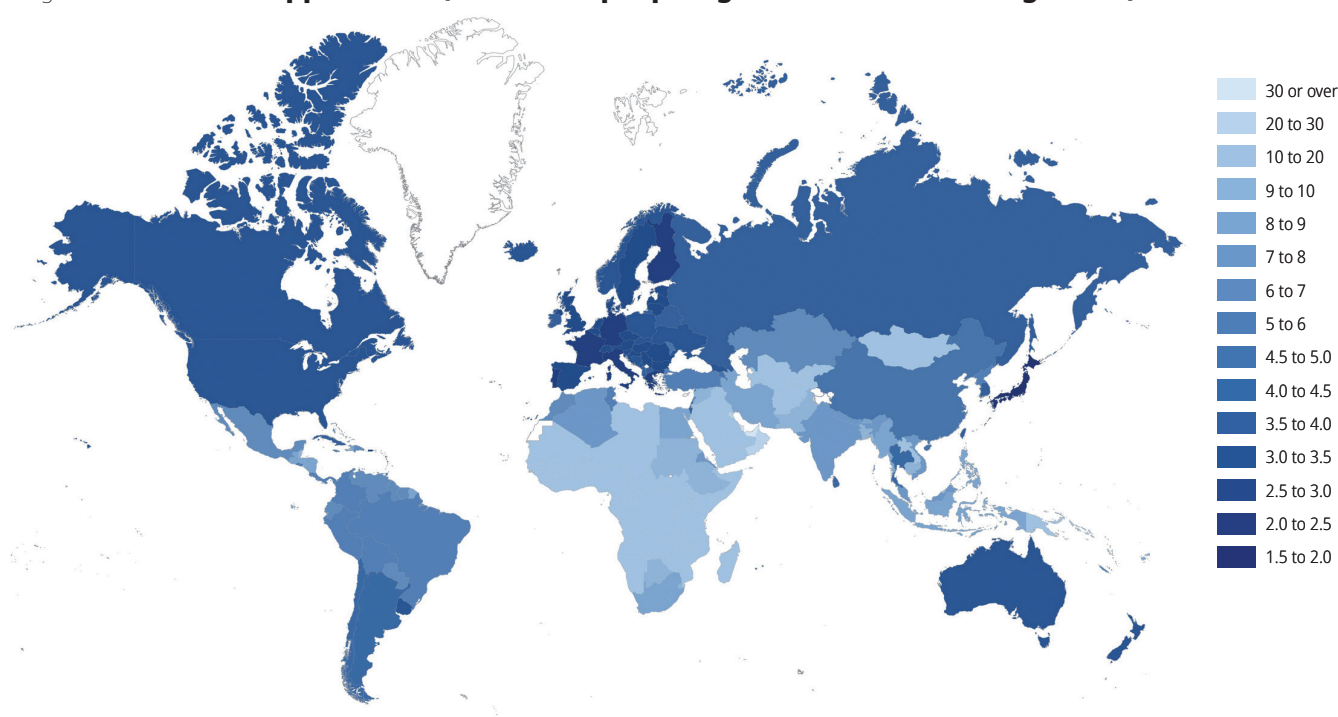 30 or over
20 to 30
10 to 20
9 to 10
8 to 9
7 to 8
6 to 7
5 to 6
4.5 to 5.0
4.0 to 4.5
3.5 to 4.0
3.0 to 3.5
2.5 to 3.0
2.0 to 2.5
1.5 to 2.0